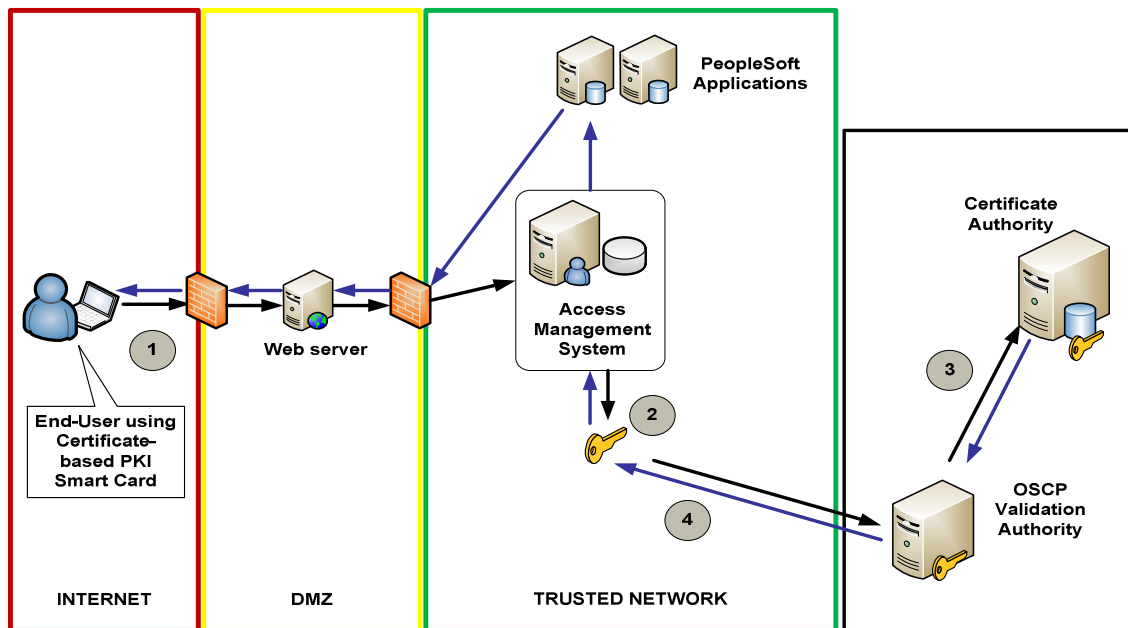 PeopleSoft
Applications
Certificate
Authority
Access
Management
System
Web server
1
End-User using
Certificate-
based PKI
Smart Card
2
3
4
OSCP
Validation
Authority
INTERNET
DMZ
TRUSTED NETWORK